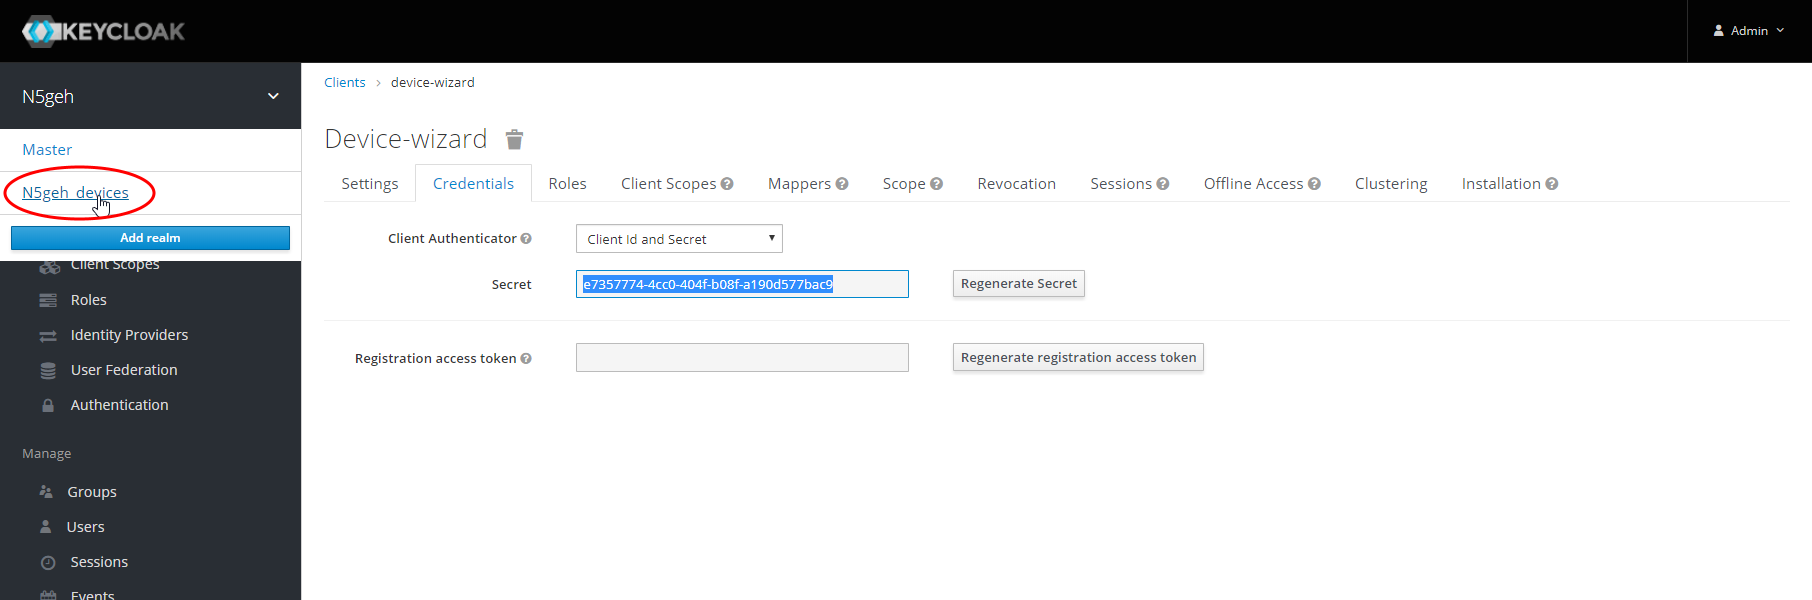 KEYCLOAK
Admin
N5geh
Master
N5geh_devices
Add realm
Client Scopes
Roles
Identity Providers
User Federation
Authentication
Manage
Groups
Users
Sessions
Events
Clients > device-wizard
Device-wizard
Settings Credentials Roles Client Scopes Mappers Scope Revocation Sessions Offline Access Clustering Installation
Client Authenticator Client Id and Secret
Secret e7357774-4cc0-404f-b08f-a190d577bac9 Regenerate Secret
Registration access token Regenerate registration access token